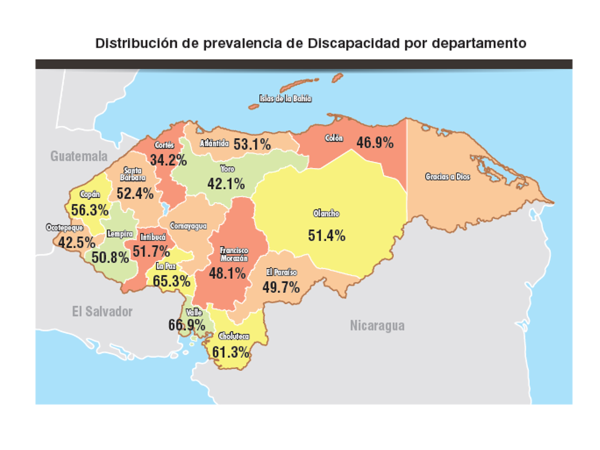 Distribución de prevalencia de Discapacidad por departamento
Islas de la Bahía
Guatemala
Cortés
34.2%
Atlántida 53.1%
Colón
46.9%
Yoro
42.1%
Santa
Bárbara
52.4%
Gracias a Dios
Copán
56.3%
Olancho
51.4%
Ocotepeque
42.5%
Lempira
50.8%
Intibucá
51.7%
Comayagua
La Paz
65.3%
Francisco
Morazán
48.1%
El Paraíso
49.7%
El Salvador
Valle
66.9%
Nicaragua
Choluteca
61.3%